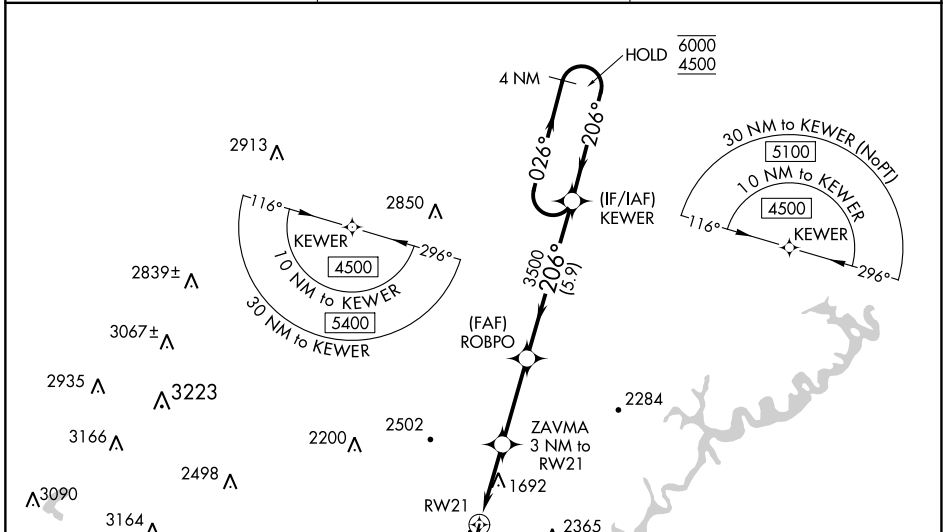 HOLD 6000
4500
4 NM
206°
026°
(IF/IAF)
KEWER
3500
206°
(5.9)
(FAF)
ROBPO
ZAVMA
3 NM to
RW21
RW21
1692
2365
2284
2502
2200
2913
2850
116°
296°
KEWER
4500
10 NM to KEWER
5400
30 NM to KEWER
30 NM to KEWER (NoPT)
5100
10 NM to KEWER
4500
KEWER
116°
296°
2839±
3067±
2935
3223
3166
2498
3090
3164